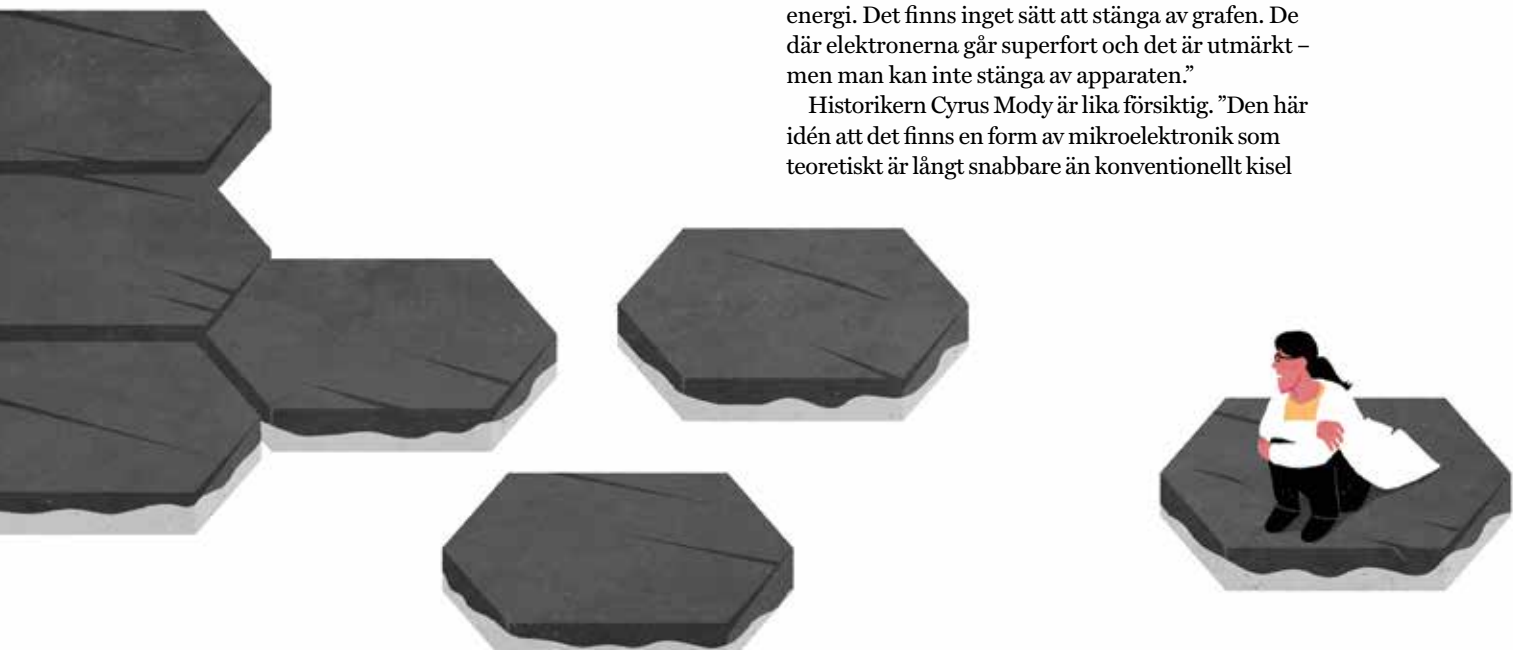 energi. Det finns inget sätt att stänga av grafen. De
där elektronerna går superfort och det är utmärkt –
men man kan inte stänga av apparaten.”
Historikern Cyrus Mody är lika försiktig. ”Den här
idén att det finns en form av mikroelektronik som
teoretiskt är långt snabbare än konventionellt kisel